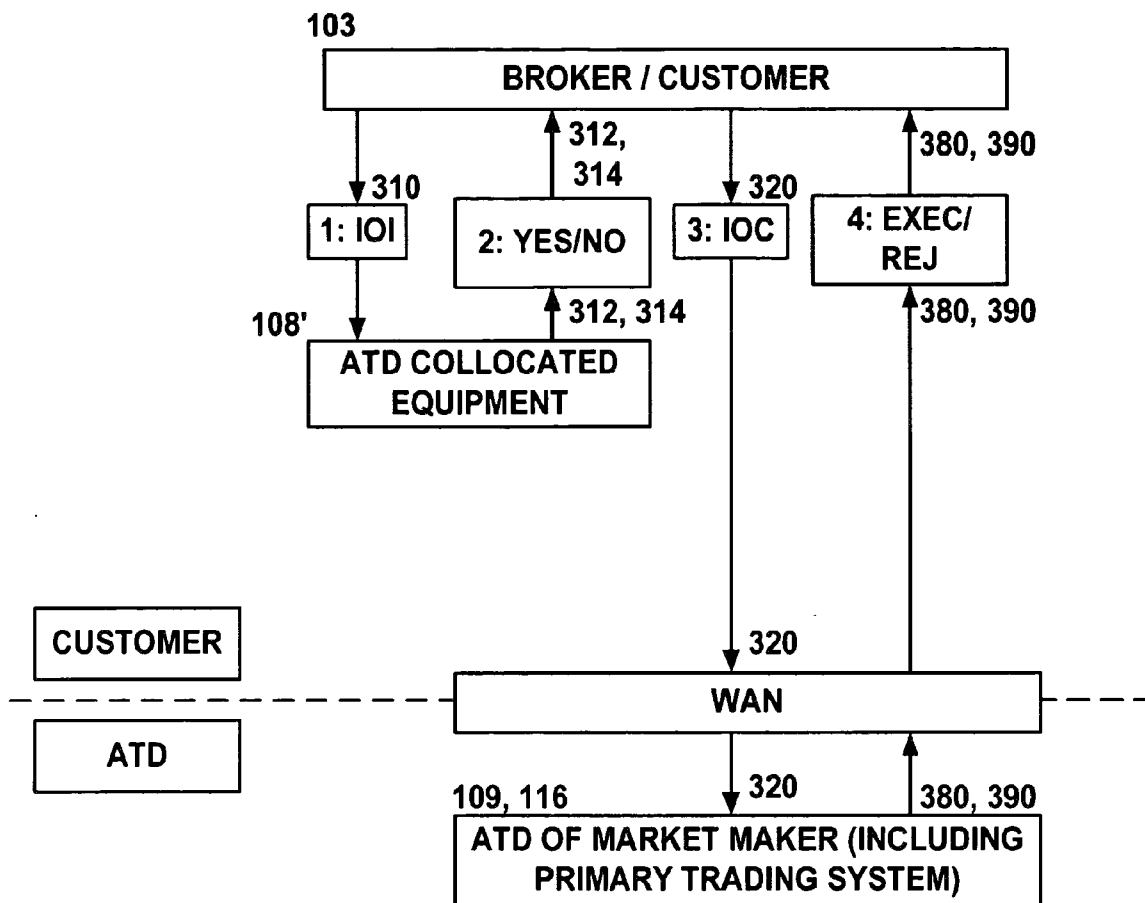 103
BROKER / CUSTOMER
312,
314
380, 390
310
320
1: IOI
2: YES/NO
3: IOC
4: EXEC/
REJ
312, 314
380, 390
108'
ATD COLLOCATED
EQUIPMENT
CUSTOMER
320
WAN
ATD
320
109, 116
380, 390
ATD OF MARKET MAKER (INCLUDING
PRIMARY TRADING SYSTEM)